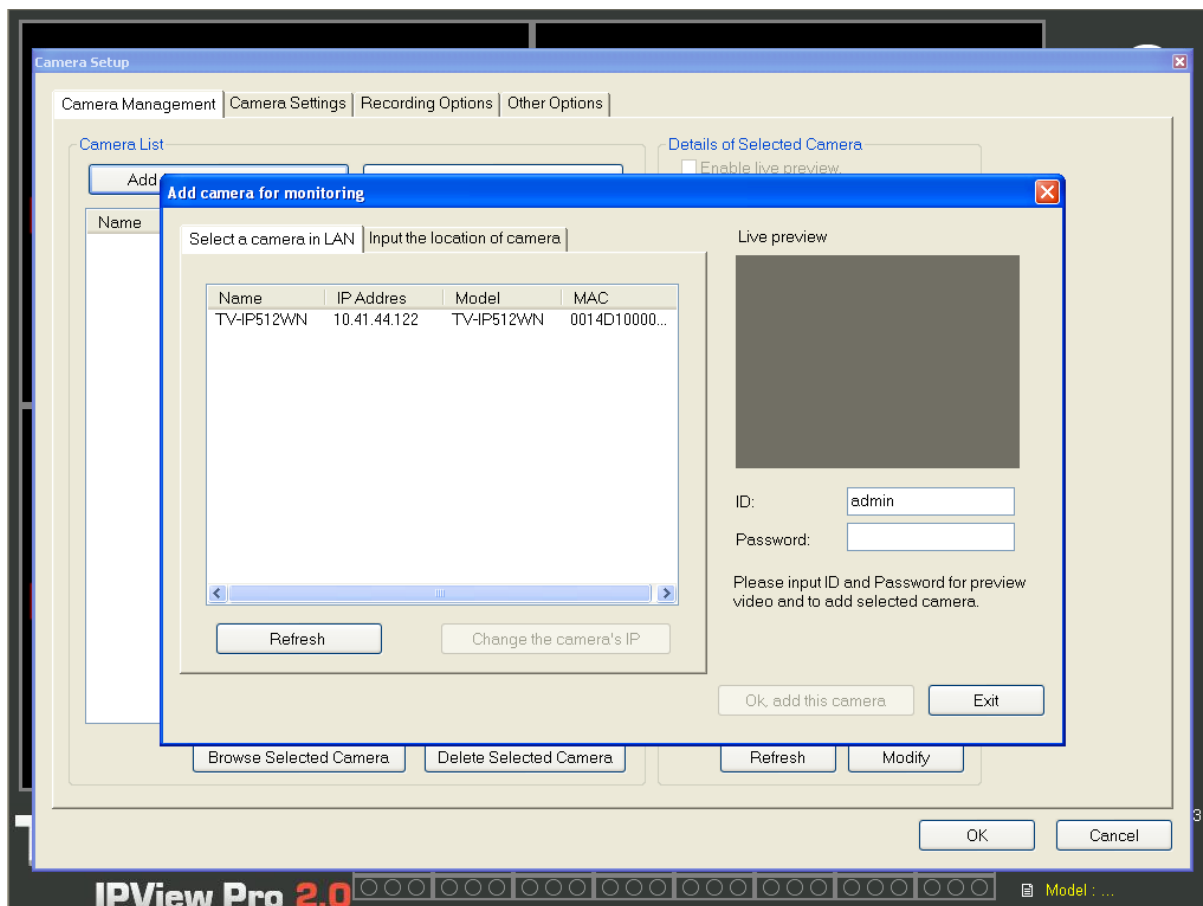 Camera Setup
Camera Management Camera Settings Recording Options Other Options
Camera List
Details of Selected Camera
Enable live preview.
Add
Name
Add camera for monitoring
Select a camera in LAN Input the location of camera
Live preview
Name IP Addres Model MAC
TV-IP512WN 10.41.44.122 TV-IP512WN 0014D10000...
ID: admin
Password:
Please input ID and Password for preview
video and to add selected camera.
Refresh Change the camera's IP
Ok, add this camera Exit
Browse Selected Camera Delete Selected Camera Refresh Modify
OK Cancel
3
IPView Pro 2.0
Model : ...